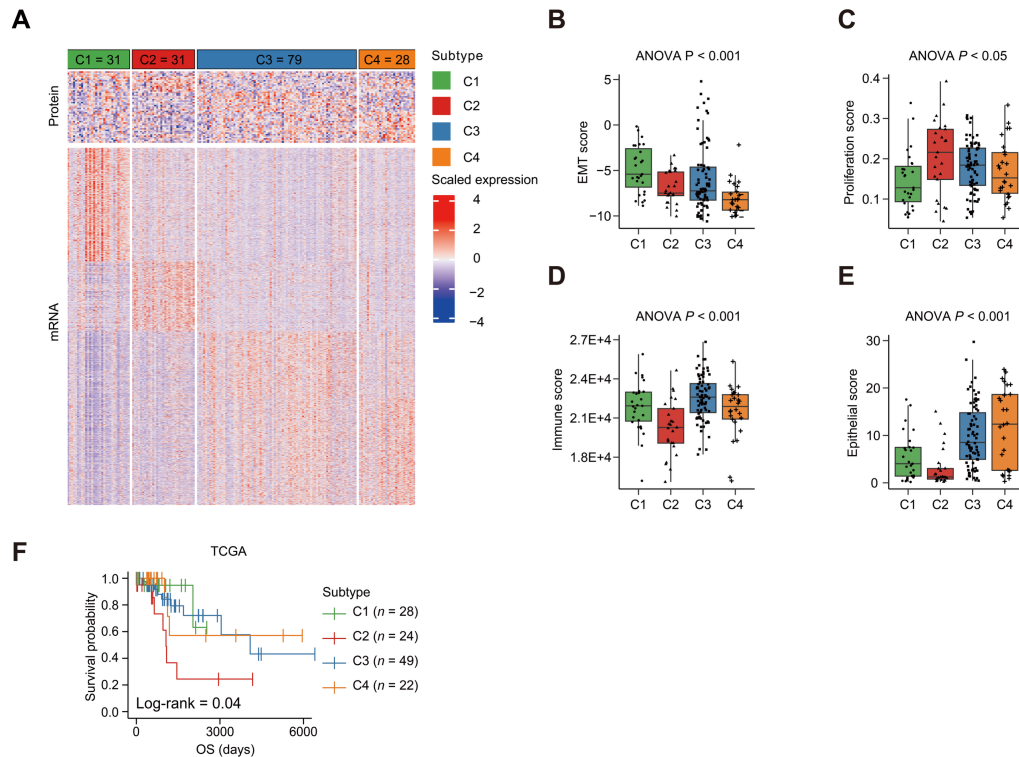 A
C1 = 31
C2 = 31
C3 = 79
C4 = 28
Protein
mRNA
Subtype
C1
C2
C3
C4
Scaled expression
4
2
0
−2
−4
B
ANOVA P < 0.001
EMT score
5
0
−5
−10
C1 C2 C3 C4
C
ANOVA P < 0.05
Proliferation score
0.4
0.3
0.2
0.1
C1 C2 C3 C4
D
ANOVA P < 0.001
Immune score
2.7E+4
2.4E+4
2.1E+4
1.8E+4
C1 C2 C3 C4
E
ANOVA P < 0.001
Epithelial score
30
20
10
0
C1 C2 C3 C4
F
TCGA
Survival probability
1.0
0.8
0.6
0.4
0.2
0.0
Log-rank = 0.04
0 3000 6000
OS (days)
Subtype
C1 (n = 28)
C2 (n = 24)
C3 (n = 49)
C4 (n = 22)